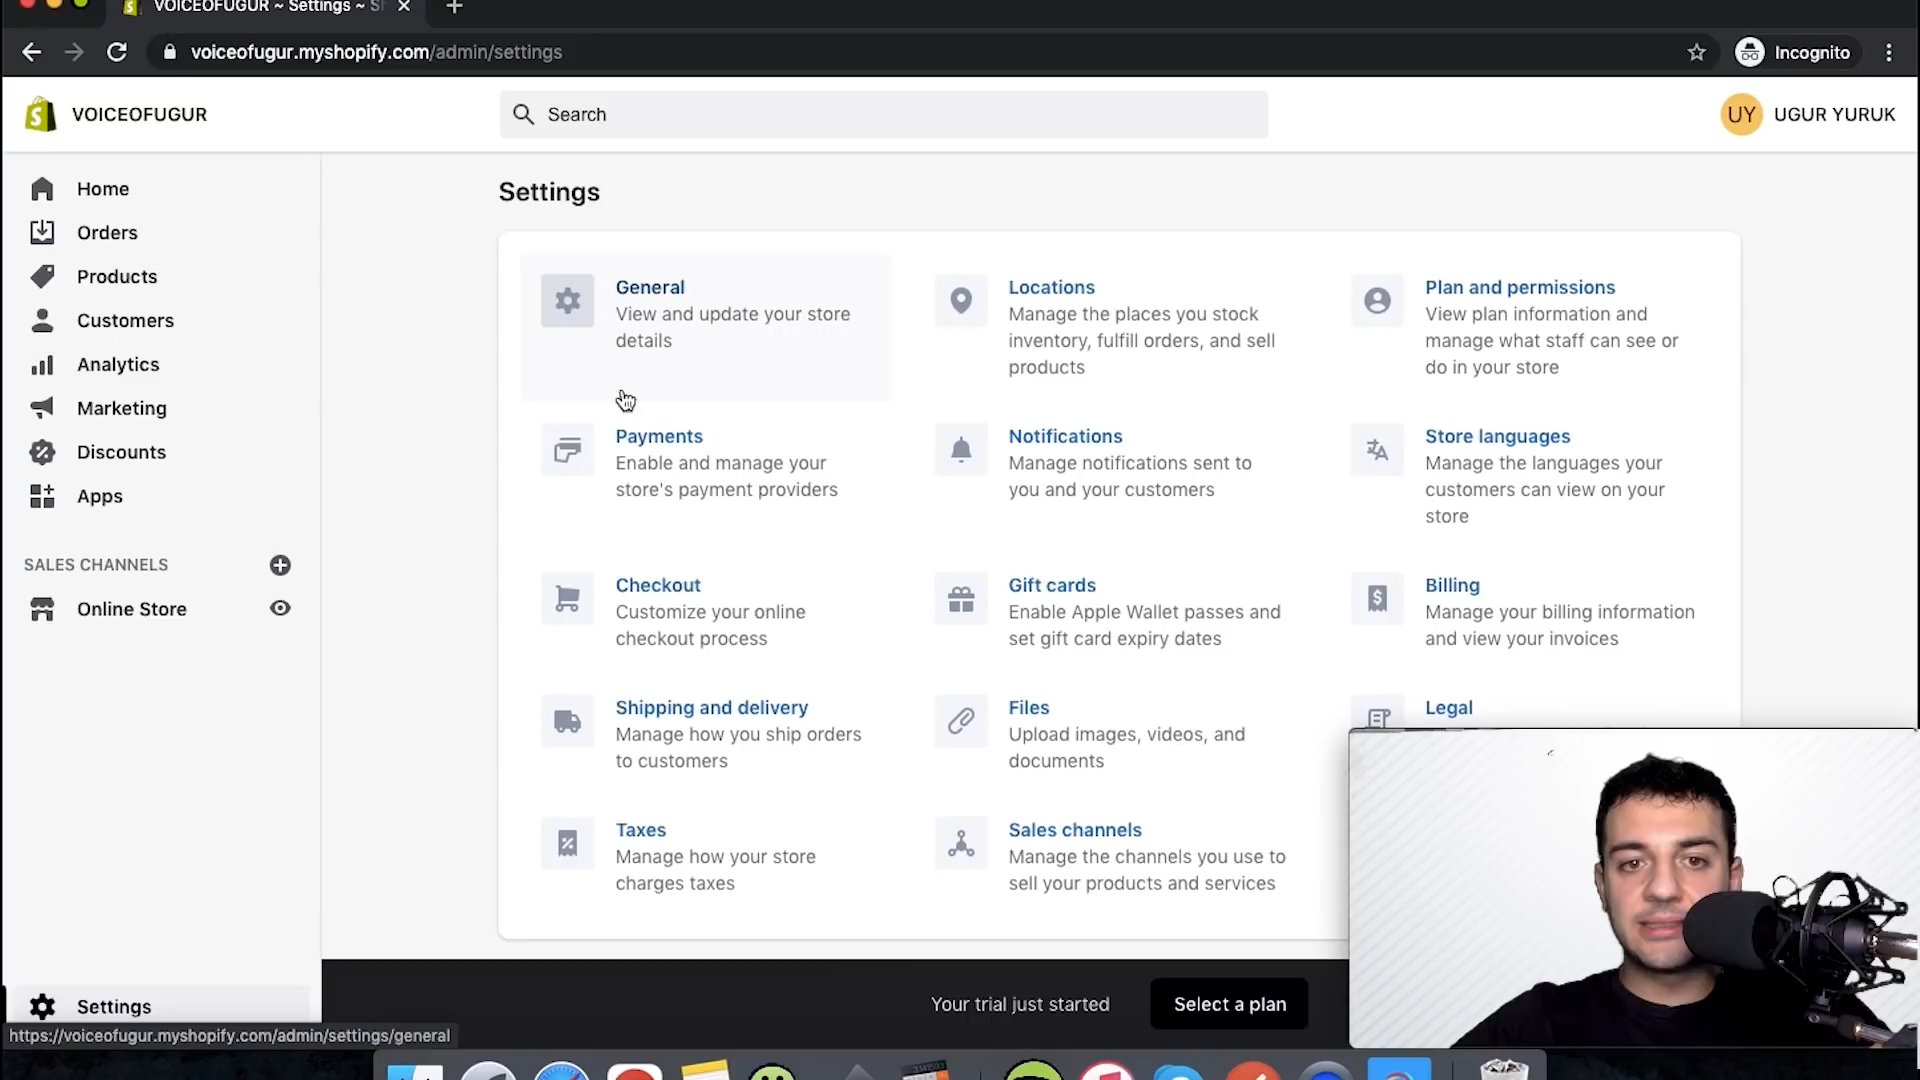 VOICEOFUGUR ~ Settings ~ S
voiceofugur.myshopify.com/admin/settings
Incognito
VOICEOFUGUR
Search
UY
UGUR YURUK
Home
Orders
Products
Customers
Analytics
Marketing
Discounts
Apps
SALES CHANNELS
Online Store
Settings
https://voiceofugur.myshopify.com/admin/settings/general
Settings
General
View and update your store
details
Locations
Manage the places you stock
inventory, fulfill orders, and sell
products
Plan and permissions
View plan information and
manage what staff can see or
do in your store
Payments
Enable and manage your
store's payment providers
Notifications
Manage notifications sent to
you and your customers
Store languages
Manage the languages your
customers can view on your
store
Checkout
Customize your online
checkout process
Gift cards
Enable Apple Wallet passes and
set gift card expiry dates
Billing
Manage your billing information
and view your invoices
Shipping and delivery
Manage how you ship orders
to customers
Files
Upload images, videos, and
documents
Legal
Taxes
Manage how your store
charges taxes
Sales channels
Manage the channels you use to
sell your products and services
Your trial just started
Select a plan